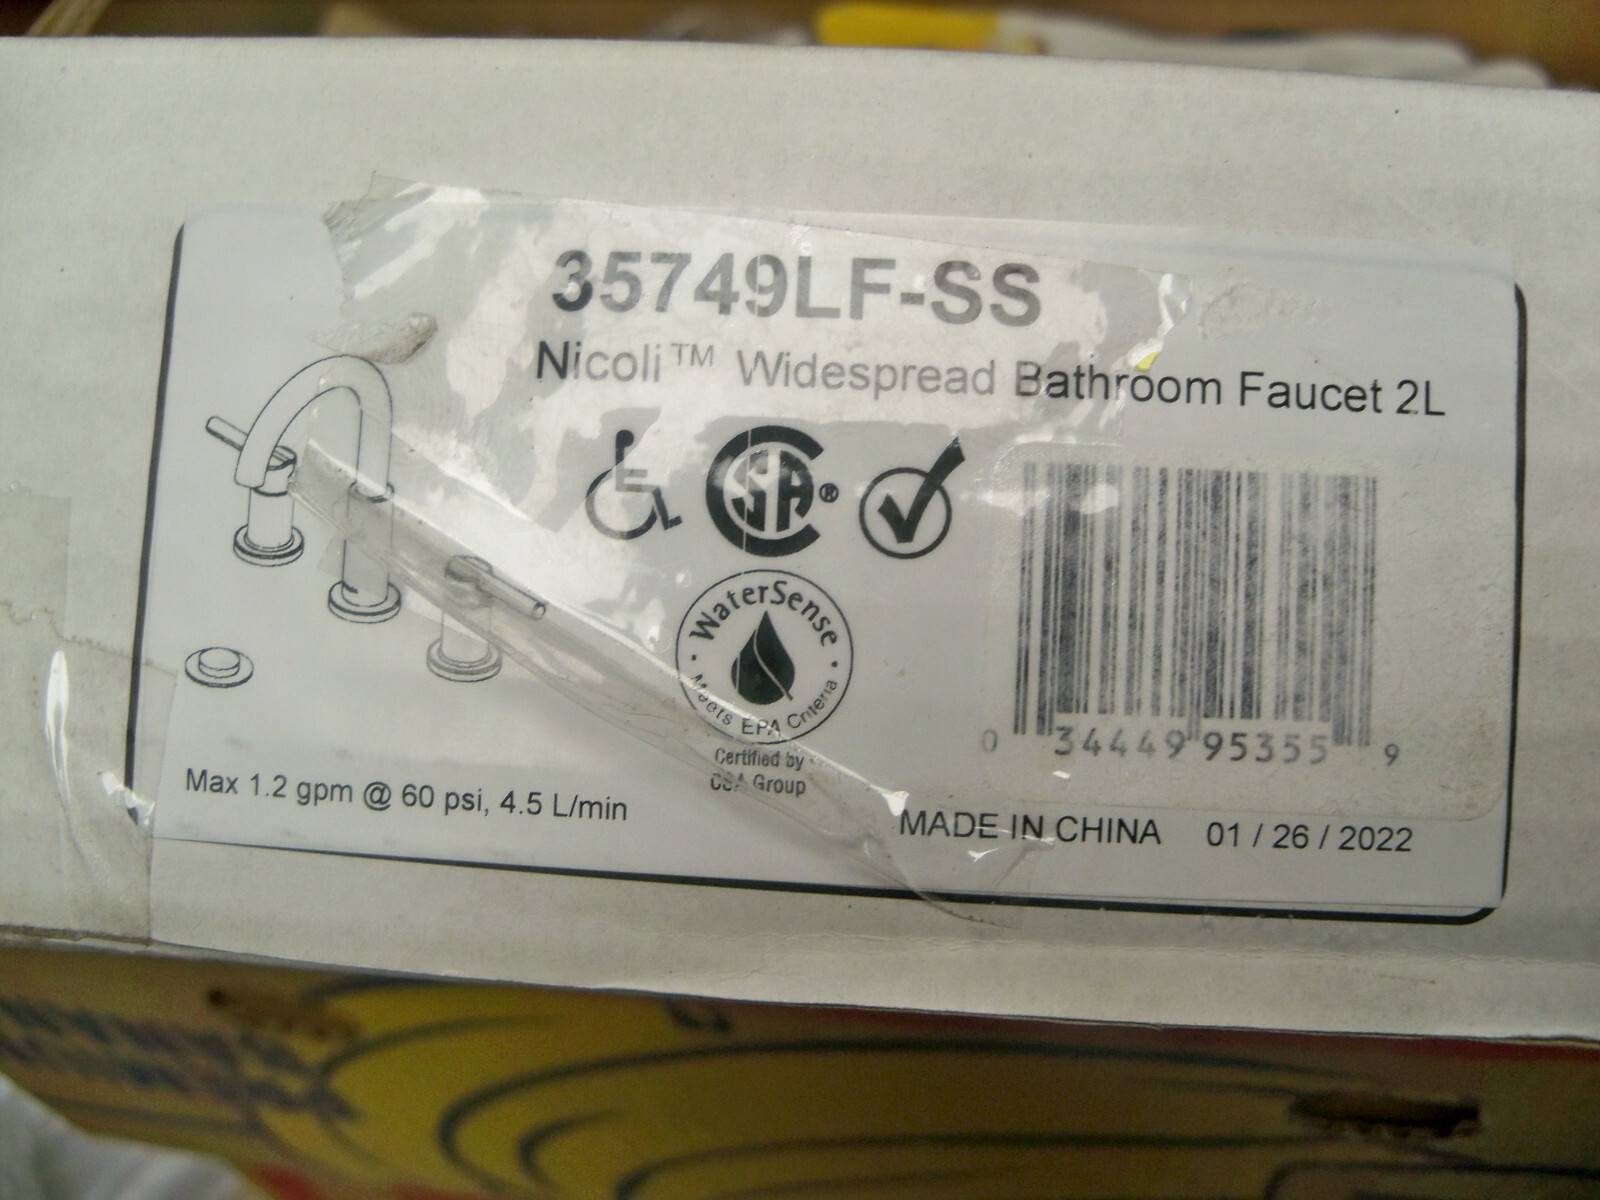 35749LF-SS
Nicoli™ Widespread Bathroom Faucet 2L
CSA®
WaterSense
Meets EPA Criteria
Certified by
CSA Group
0 34449 95355 9
Max 1.2 gpm @ 60 psi, 4.5 L/min
MADE IN CHINA 01 / 26 / 2022